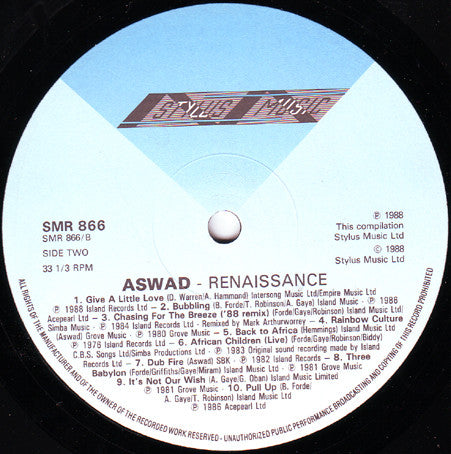 STYLUS MUSIC
SMR 866
SMR 866/B
SIDE TWO
33 1/3 RPM
℗ 1988
This compilation
Stylus Music Ltd
© 1988
Stylus Music Ltd
ASWAD - RENAISSANCE
1. Give A Little Love (D. Warren/A. Hammond) Intersong Music Ltd/Empire Music Ltd
℗ 1988 Island Records Ltd - 2. Bubbling (B. Forde/T. Robinson/A. Gaye) Island Music Ltd - ℗ 1988
Acepearl Ltd - 3. Chasing For The Breeze ('88 remix) (Forde/Gaye/Robinson) Island Music Ltd/
Simba Music - ℗ 1984 Island Records Ltd - Remixed by Mark Arthurworrey - 4. Rainbow Culture
(Aswad) Grove Music - ℗ 1980 Grove Music - 5. Back to Africa (Hemmings) Island Music Ltd
℗ 1976 Island Records Ltd - 6. African Children (Live) (Forde/Gaye/Robinson/Biddy)
C.B.S. Songs Ltd/Simba Productions Ltd - ℗ 1983 Original sound recording made by Island
Records Ltd - 7. Dub Fire (Aswad) SBK - ℗ 1982 Island Records Ltd - 8. Three
Babylon (Forde/Griffiths/Gaye/Miram) Island Music Ltd - ℗ 1981 Grove Music -
9. It's Not Our Wish (A. Gaye/G. Oban) Island Music Limited
℗ 1981 Grove Music - 10. Pull Up (B. Forde/
A. Gaye/T. Robinson) Island Music Ltd
℗ 1986 Acepearl Ltd
ALL RIGHTS OF THE MANUFACTURER AND OF THE OWNER OF THE RECORDED WORK RESERVED - UNAUTHORIZED PUBLIC PERFORMANCE BROADCASTING AND COPYING OF THIS RECORD PROHIBITED